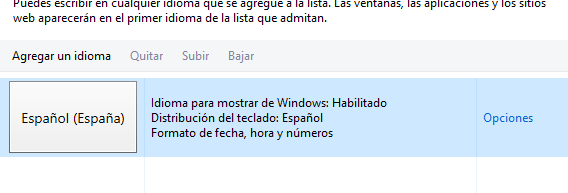 Puedes escribir en cualquier idioma que se agregue a la lista. Las ventanas, las aplicaciones y los sitios
web aparecerán en el primer idioma de la lista que admitan.
Agregar un idioma Quitar Subir Bajar
Español (España)
Idioma para mostrar de Windows: Habilitado
Distribución del teclado: Español
Formato de fecha, hora y números
Opciones